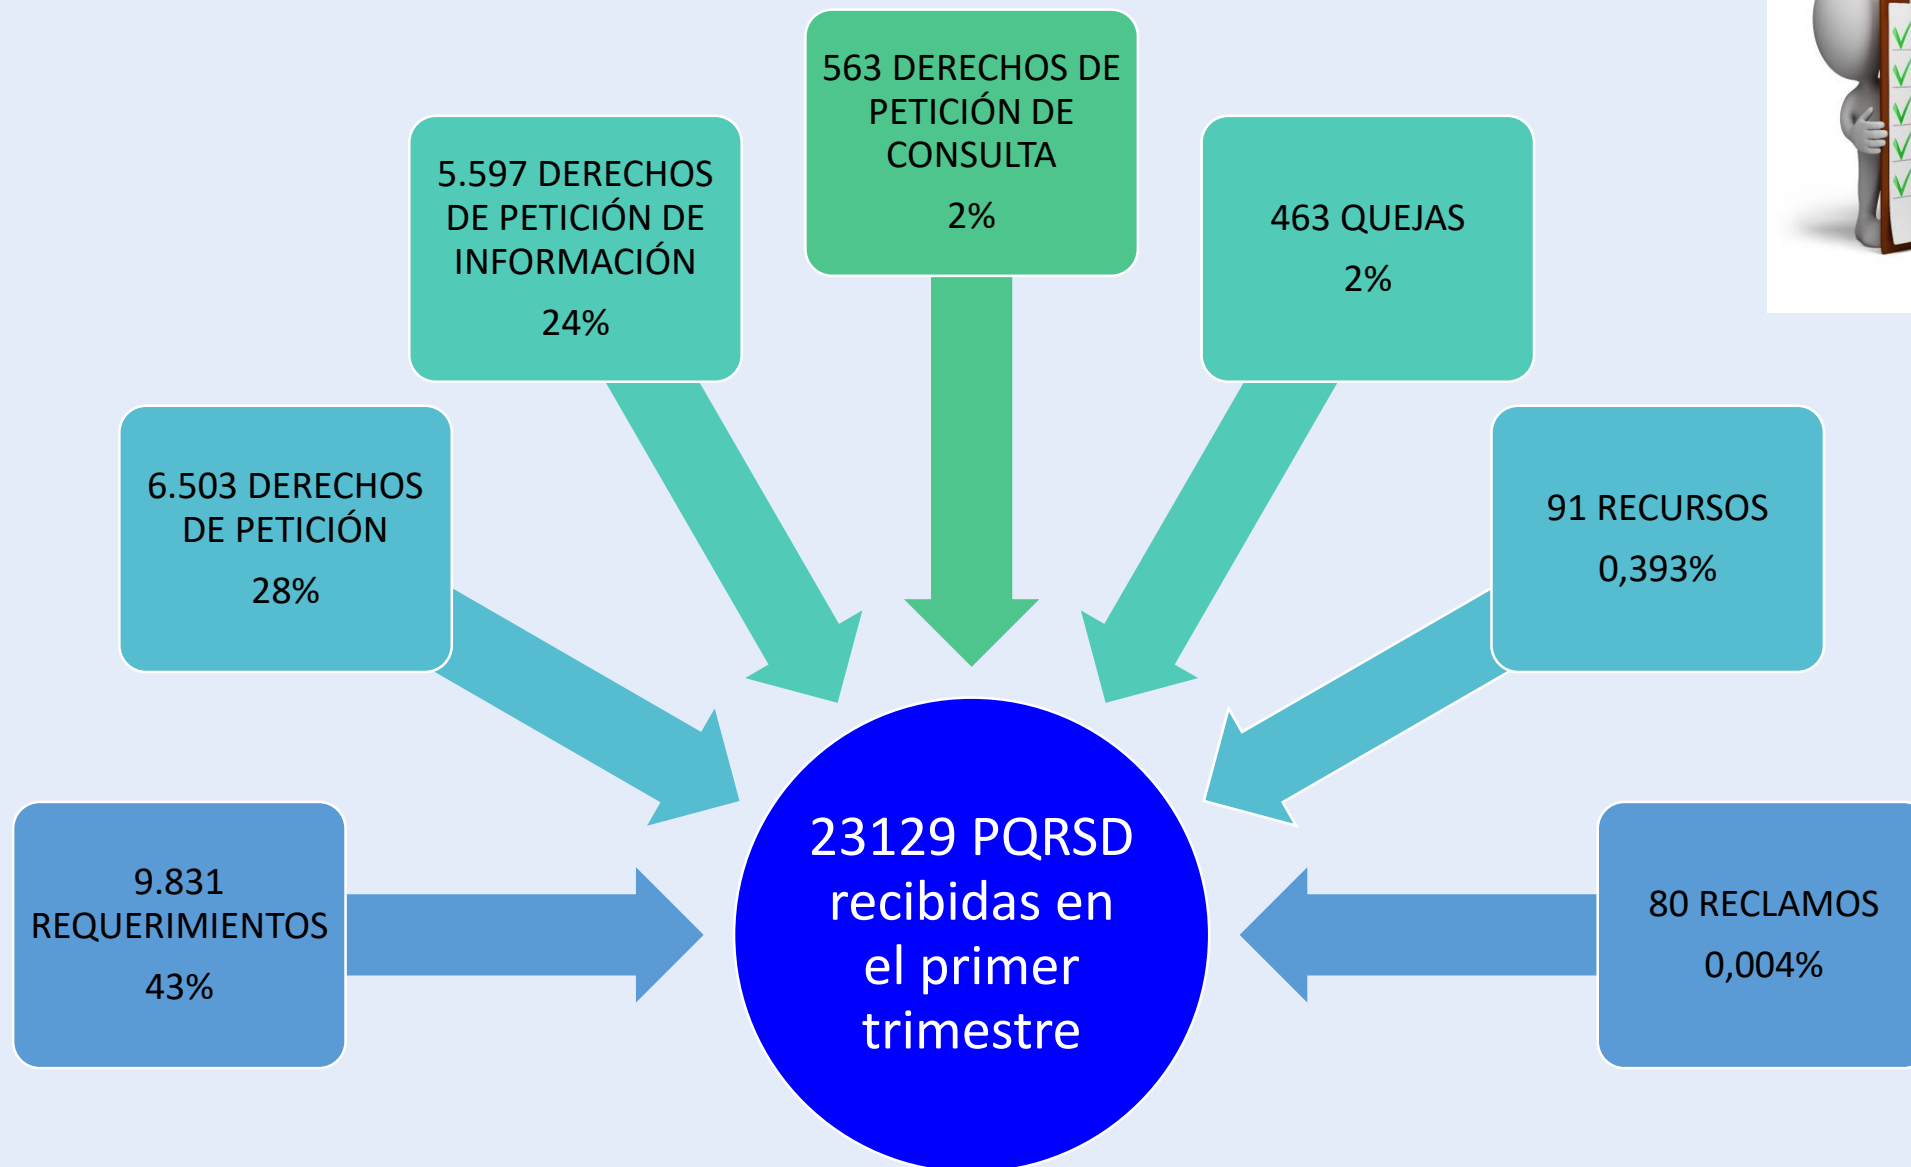 563 DERECHOS DE
PETICIÓN DE
CONSULTA
2%
5.597 DERECHOS
DE PETICIÓN DE
INFORMACIÓN
24%
463 QUEJAS
2%
6.503 DERECHOS
DE PETICIÓN
28%
91 RECURSOS
0,393%
9.831
REQUERIMIENTOS
43%
23129 PQRSD
recibidas en
el primer
trimestre
80 RECLAMOS
0,004%